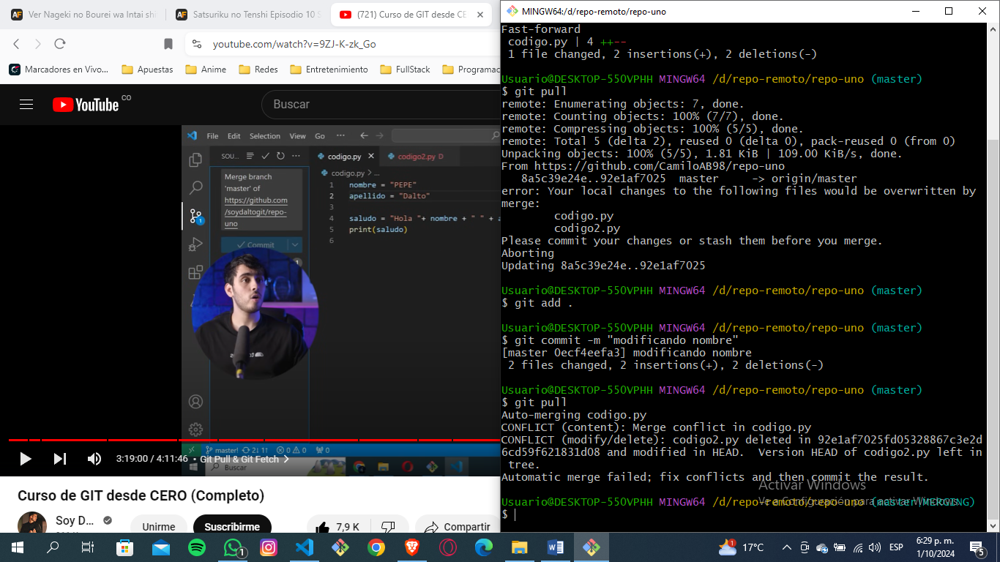 Ver Nageki no Bourei wa Intai shi
Satsuriku no Tenshi Episodio 10 S
(721) Curso de GIT desde CE
youtube.com/watch?v=9ZJ-K-zk_Go
Marcadores en Vivo...
Apuestas
Anime
Redes
Entretenimiento
FullStack
Programac
YouTube CO
Buscar
File Edit Selection View Go ...
SOU...
codigo.py
codigo2.py D
Merge branch
'master' of
https://github.com
/soydaltogit/repo-
uno
Commit
1
codigo.py > ...
1 nombre = "PEPE"
2 apellido = "Dalto"
3
4 saludo = "Hola "+ nombre + " " + a
5 print(saludo)
6
1
master! 2↓ 1↑ 0 0 0
Buscar
3:19:00 / 4:11:46 • Git Pull & Git Fetch >
Curso de GIT desde CERO (Completo)
Soy D...
Unirme
Suscribirme
7,9 K
Compartir
MINGW64:/d/repo-remoto/repo-uno
Fast-forward
codigo.py | 4 ++--
1 file changed, 2 insertions(+), 2 deletions(-)
Usuario@DESKTOP-550VPHH MINGW64 /d/repo-remoto/repo-uno (master)
$ git pull
remote: Enumerating objects: 7, done.
remote: Counting objects: 100% (7/7), done.
remote: Compressing objects: 100% (5/5), done.
remote: Total 5 (delta 2), reused 0 (delta 0), pack-reused 0 (from 0)
Unpacking objects: 100% (5/5), 1.81 KiB | 109.00 KiB/s, done.
From https://github.com/CamiloAB98/repo-uno
8a5c39e24e..92e1af7025 master -> origin/master
error: Your local changes to the following files would be overwritten by
merge:
codigo.py
codigo2.py
Please commit your changes or stash them before you merge.
Aborting
Updating 8a5c39e24e..92e1af7025
Usuario@DESKTOP-550VPHH MINGW64 /d/repo-remoto/repo-uno (master)
$ git add .
Usuario@DESKTOP-550VPHH MINGW64 /d/repo-remoto/repo-uno (master)
$ git commit -m "modificando nombre"
[master 0ecf4eefa3] modificando nombre
2 files changed, 2 insertions(+), 2 deletions(-)
Usuario@DESKTOP-550VPHH MINGW64 /d/repo-remoto/repo-uno (master)
$ git pull
Auto-merging codigo.py
CONFLICT (content): Merge conflict in codigo.py
CONFLICT (modify/delete): codigo2.py deleted in 92e1af7025fd05328867c3e2d
6cd59f621831d08 and modified in HEAD.  Version HEAD of codigo2.py left in
tree.
Automatic merge failed; fix conflicts and then commit the result.
Usuario@DESKTOP-550VPHH MINGW64 /d/repo-remoto/repo-uno (master|MERGING)
$
Activar Windows
Ve a Configuración para activar Windows.
1
1
17°C
ESP
6:29 p. m.
1/10/2024
5